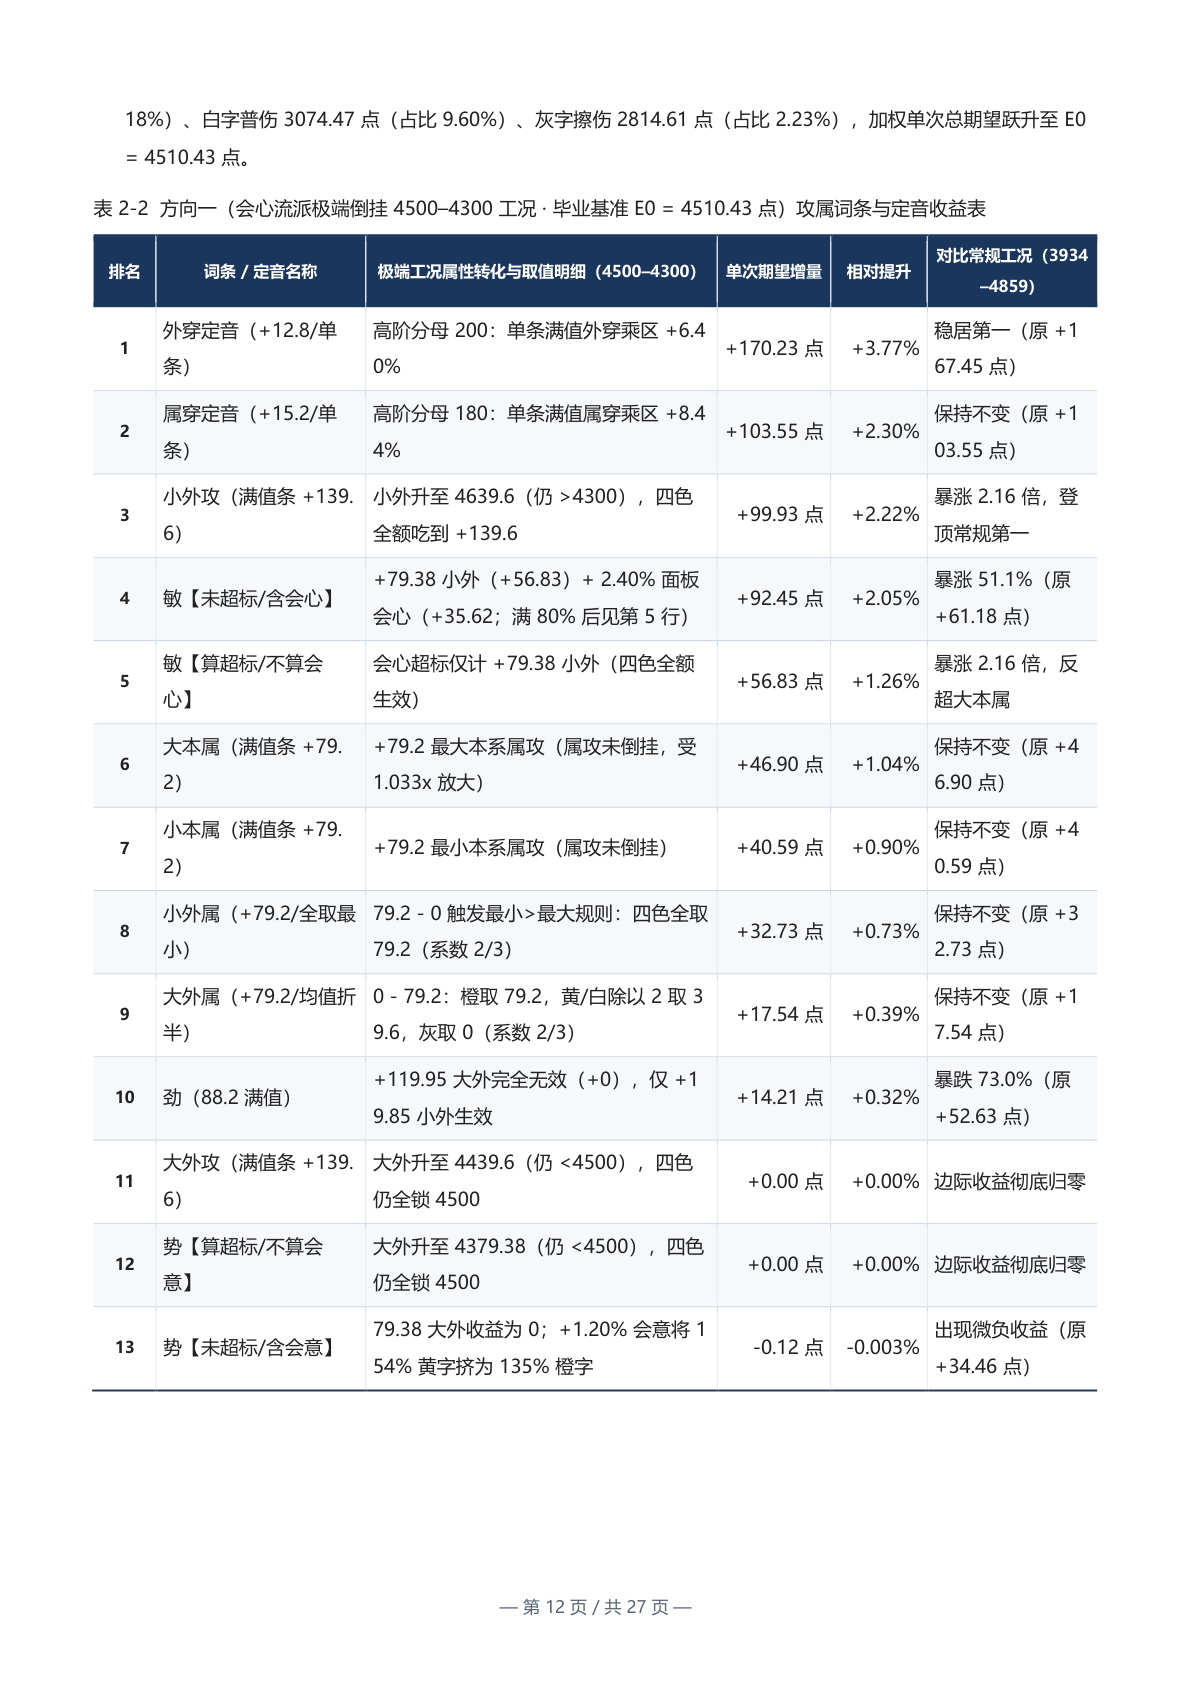 18%）、白字普伤 3074.47 点（占比 9.60%）、灰字擦伤 2814.61 点（占比 2.23%），加权单次总期望跃升至 E0
= 4510.43 点。
表 2-2 方向一（会心流派极端倒挂 4500–4300 工况 · 毕业基准 E0 = 4510.43 点）攻属词条与定音收益表
排名
词条 / 定音名称
极端工况属性转化与取值明细（4500–4300）
单次期望增量
相对提升
对比常规工况（3934
–4859）
1
外穿定音（+12.8/单
条）
高阶分母 200：单条满值外穿乘区 +6.4
0%
+170.23 点
+3.77%
稳居第一（原 +1
67.45 点）
2
属穿定音（+15.2/单
条）
高阶分母 180：单条满值属穿乘区 +8.4
4%
+103.55 点
+2.30%
保持不变（原 +1
03.55 点）
3
小外攻（满值条 +139.
6）
小外升至 4639.6（仍 >4300），四色
全额吃到 +139.6
+99.93 点
+2.22%
暴涨 2.16 倍，登
顶常规第一
4
敏【未超标/含会心】
+79.38 小外（+56.83）+ 2.40% 面板
会心（+35.62；满 80% 后见第 5 行）
+92.45 点
+2.05%
暴涨 51.1%（原
+61.18 点）
5
敏【算超标/不算会
心】
会心超标仅计 +79.38 小外（四色全额
生效）
+56.83 点
+1.26%
暴涨 2.16 倍，反
超大本属
6
大本属（满值条 +79.
2）
+79.2 最大本系属攻（属攻未倒挂，受
1.033x 放大）
+46.90 点
+1.04%
保持不变（原 +4
6.90 点）
7
小本属（满值条 +79.
2）
+79.2 最小本系属攻（属攻未倒挂）
+40.59 点
+0.90%
保持不变（原 +4
0.59 点）
8
小外属（+79.2/全取最
小）
79.2 - 0 触发最小>最大规则：四色全取
79.2（系数 2/3）
+32.73 点
+0.73%
保持不变（原 +3
2.73 点）
9
大外属（+79.2/均值折
半）
0 - 79.2：橙取 79.2，黄/白除以 2 取 3
9.6，灰取 0（系数 2/3）
+17.54 点
+0.39%
保持不变（原 +1
7.54 点）
10
劲（88.2 满值）
+119.95 大外完全无效（+0），仅 +1
9.85 小外生效
+14.21 点
+0.32%
暴跌 73.0%（原
+52.63 点）
11
大外攻（满值条 +139.
6）
大外升至 4439.6（仍 <4500），四色
仍全锁 4500
+0.00 点
+0.00%
边际收益彻底归零
12
势【算超标/不算会
意】
大外升至 4379.38（仍 <4500），四色
仍全锁 4500
+0.00 点
+0.00%
边际收益彻底归零
13
势【未超标/含会意】
79.38 大外收益为 0；+1.20% 会意将 1
54% 黄字挤为 135% 橙字
-0.12 点
-0.003%
出现微负收益（原
+34.46 点）
— 第 12 页 / 共 27 页 —